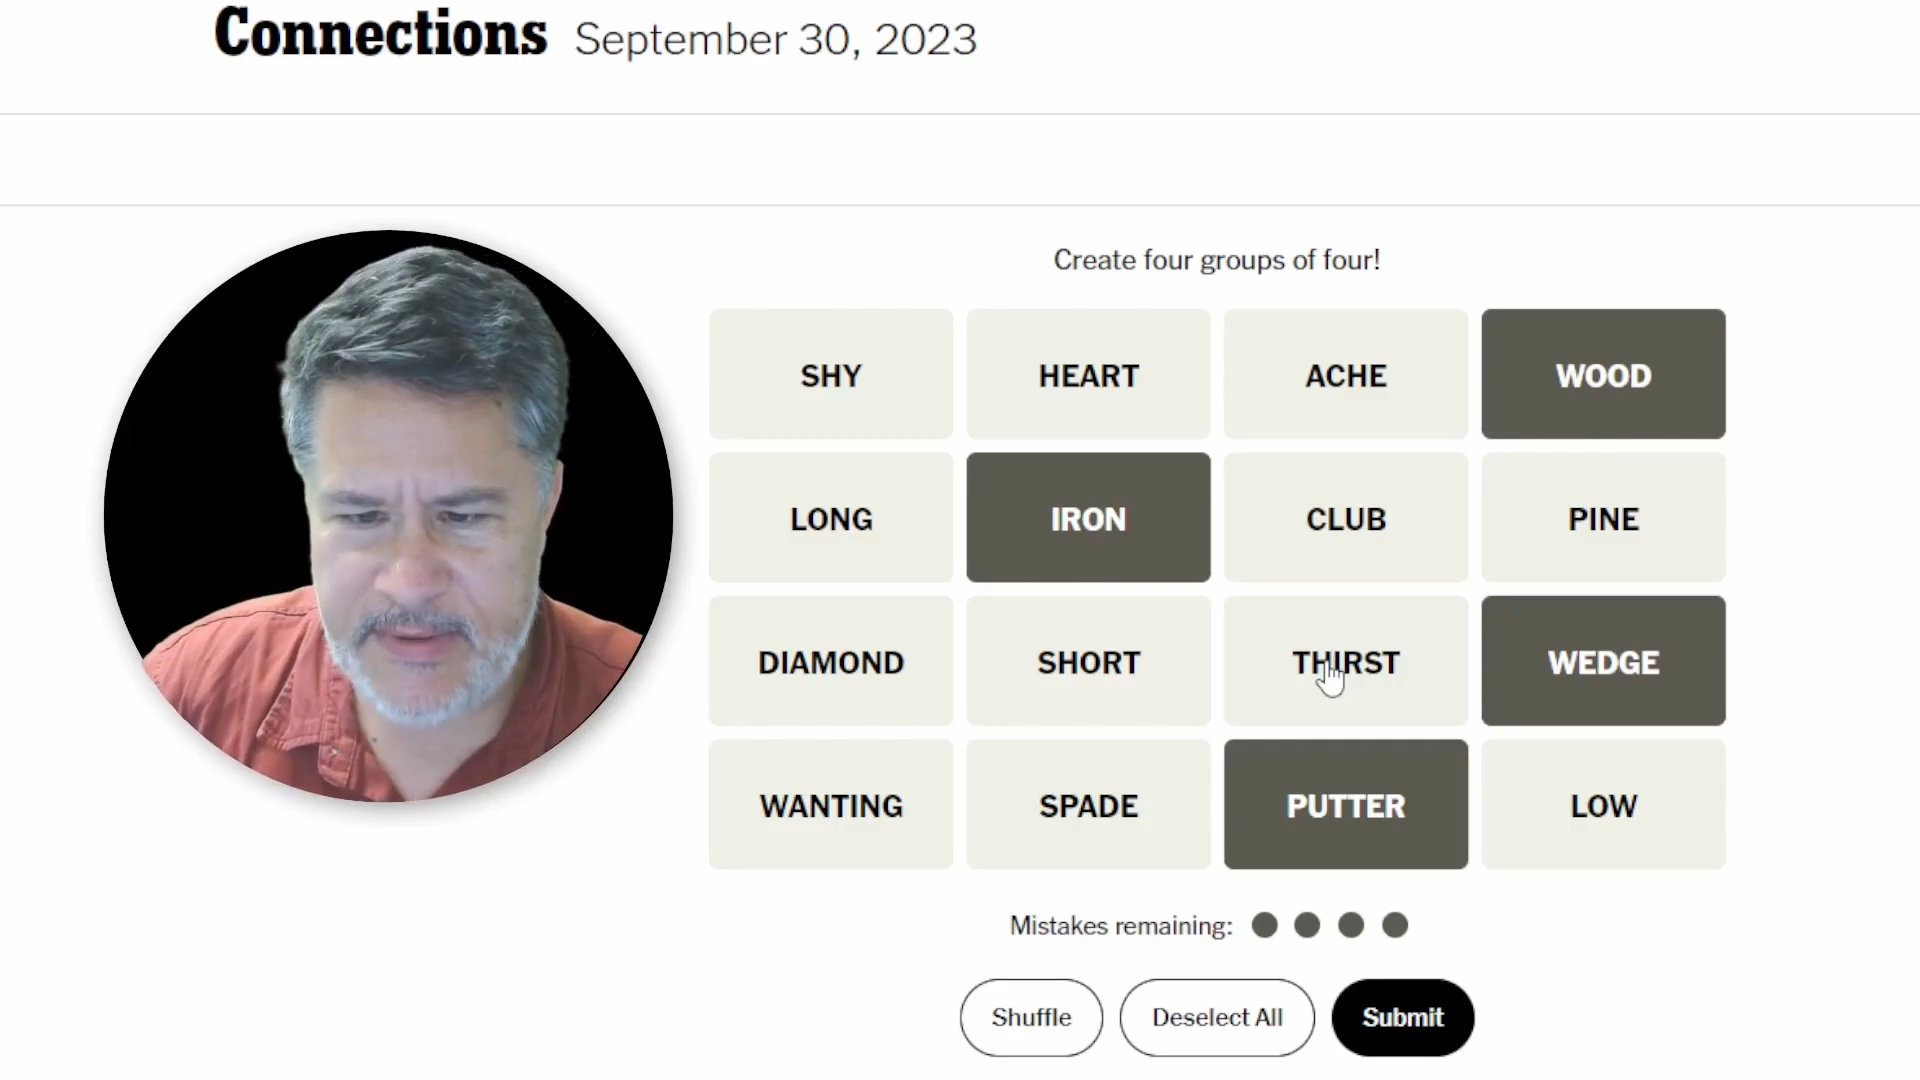 Connections September 30, 2023
Create four groups of four!
SHY HEART ACHE WOOD
LONG IRON CLUB PINE
DIAMOND SHORT THIRST WEDGE
WANTING SPADE PUTTER LOW
Mistakes remaining:
Shuffle Deselect All Submit